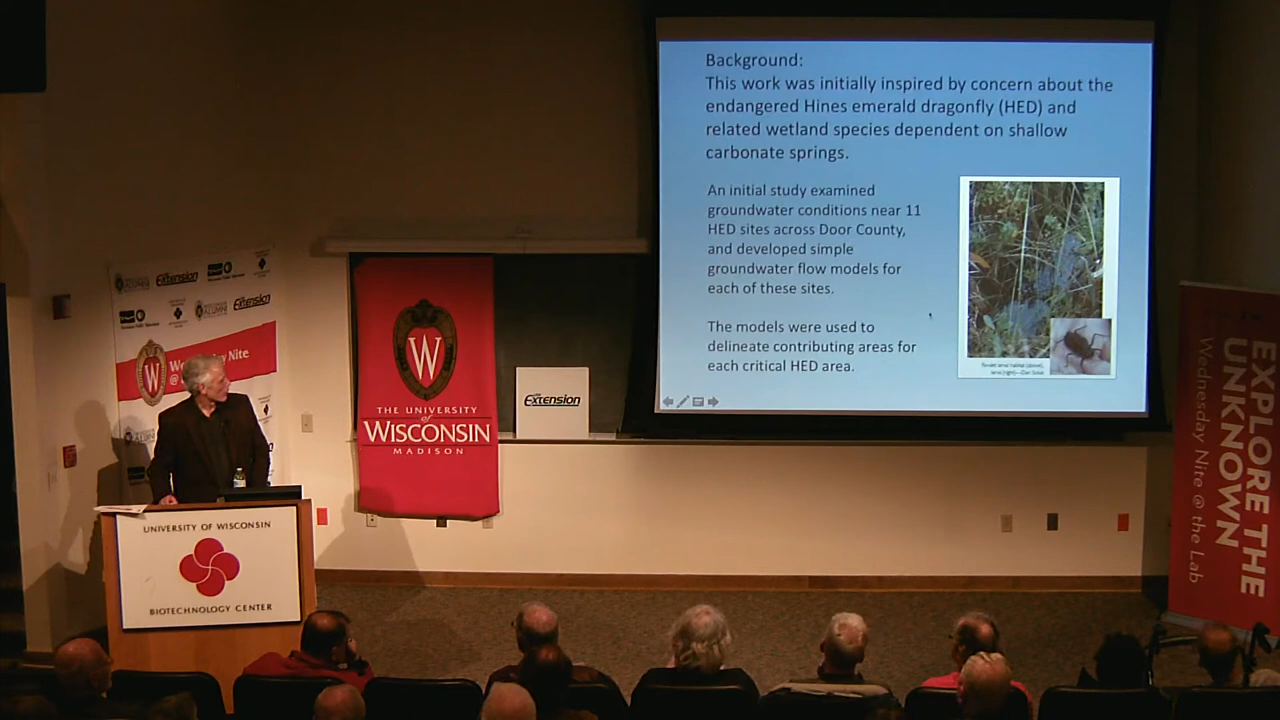 Background:
This work was initially inspired by concern about the
endangered Hines emerald dragonfly (HED) and
related wetland species dependent on shallow
carbonate springs.
An initial study examined
groundwater conditions near 11
HED sites across Door County,
and developed simple
groundwater flow models for
each of these sites.
The models were used to
delineate contributing areas for
each critical HED area.
Extension
Extension
W
Nite
@
W
THE UNIVERSITY
of
WISCONSIN
MADISON
Extension
UNIVERSITY OF WISCONSIN
BIOTECHNOLOGY CENTER
EXPLORE THE
UNKNOWN
Wednesday Nite @ the Lab